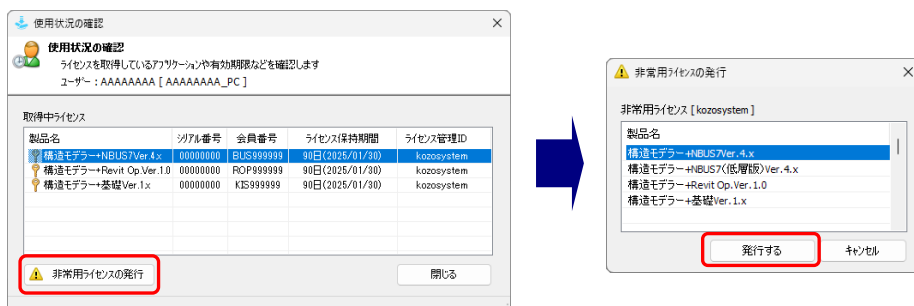 使用状況の確認
使用状況の確認
ライセンスを取得しているアプリケーションや有効期限などを確認します
ユーザー：AAAAAAAA [ AAAAAAAA_PC ]
取得中ライセンス
製品名 シリアル番号 会員番号 ライセンス保持期間 ライセンス管理ID
構造モデラー+NBUS7Ver.4.x 00000000 BUS999999 90日(2025/01/30) kozosystem
構造モデラー+Revit Op.Ver.1.0 00000000 ROP999999 90日(2025/01/30) kozosystem
構造モデラー+基礎Ver.1.x 00000000 KIS999999 90日(2025/01/30) kozosystem
非常用ライセンスの発行
閉じる
非常用ライセンスの発行
非常用ライセンス [ kozosystem ]
製品名
構造モデラー+NBUS7Ver.4.x
構造モデラー+NBUS7(低層版)Ver.4.x
構造モデラー+Revit Op.Ver.1.0
構造モデラー+基礎Ver.1.x
発行する
キャンセル